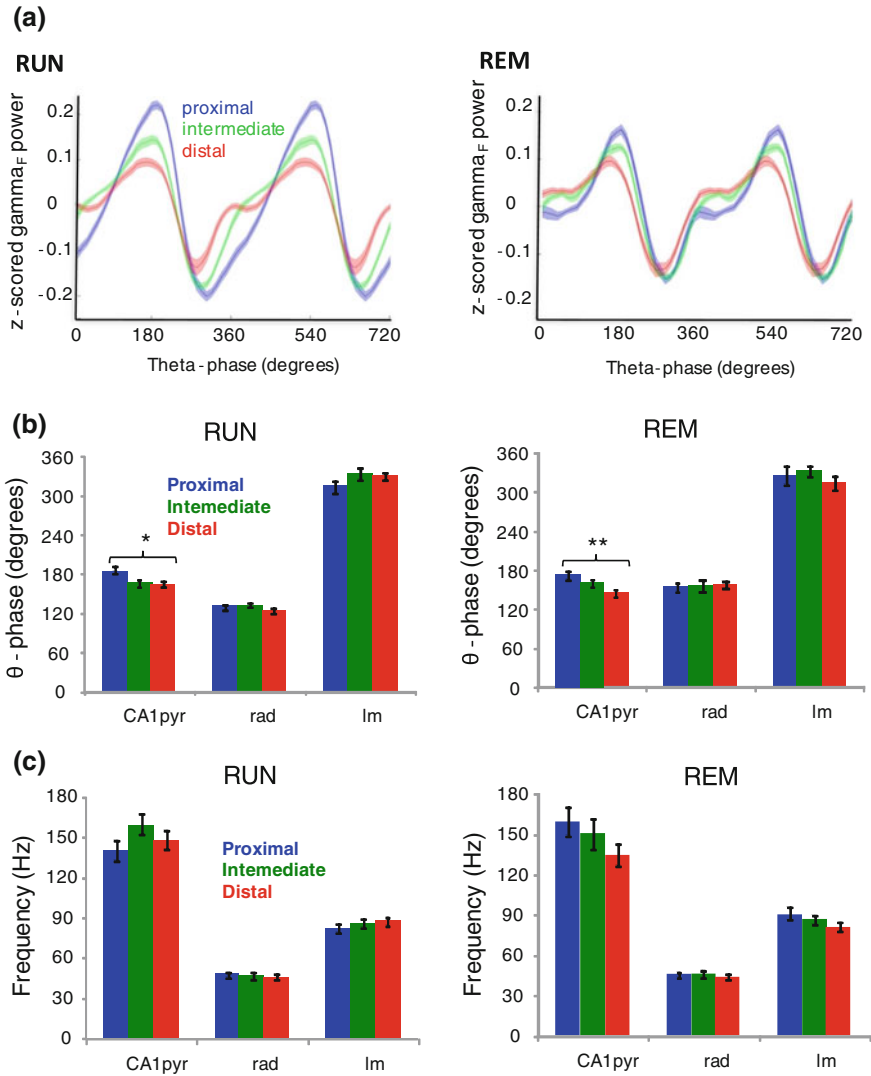 (a)
RUN
z-scored gammaF power
0.2
0.1
0
-0.1
-0.2
proximal
intermediate
distal
0 180 360 540 720
Theta-phase (degrees)
REM
z-scored gammaF power
0.2
0.1
0
-0.1
-0.2
0 180 360 540 720
Theta-phase (degrees)
(b)
RUN
θ-phase (degrees)
360
300
240
180
120
60
0
Proximal
Intemediate
Distal
*
CA1pyr rad lm
REM
θ-phase (degrees)
360
300
240
180
120
60
0
**
CA1pyr rad lm
(c)
RUN
Frequency (Hz)
180
150
120
90
60
30
0
Proximal
Intemediate
Distal
CA1pyr rad lm
REM
Frequency (Hz)
180
150
120
90
60
30
0
CA1pyr rad lm